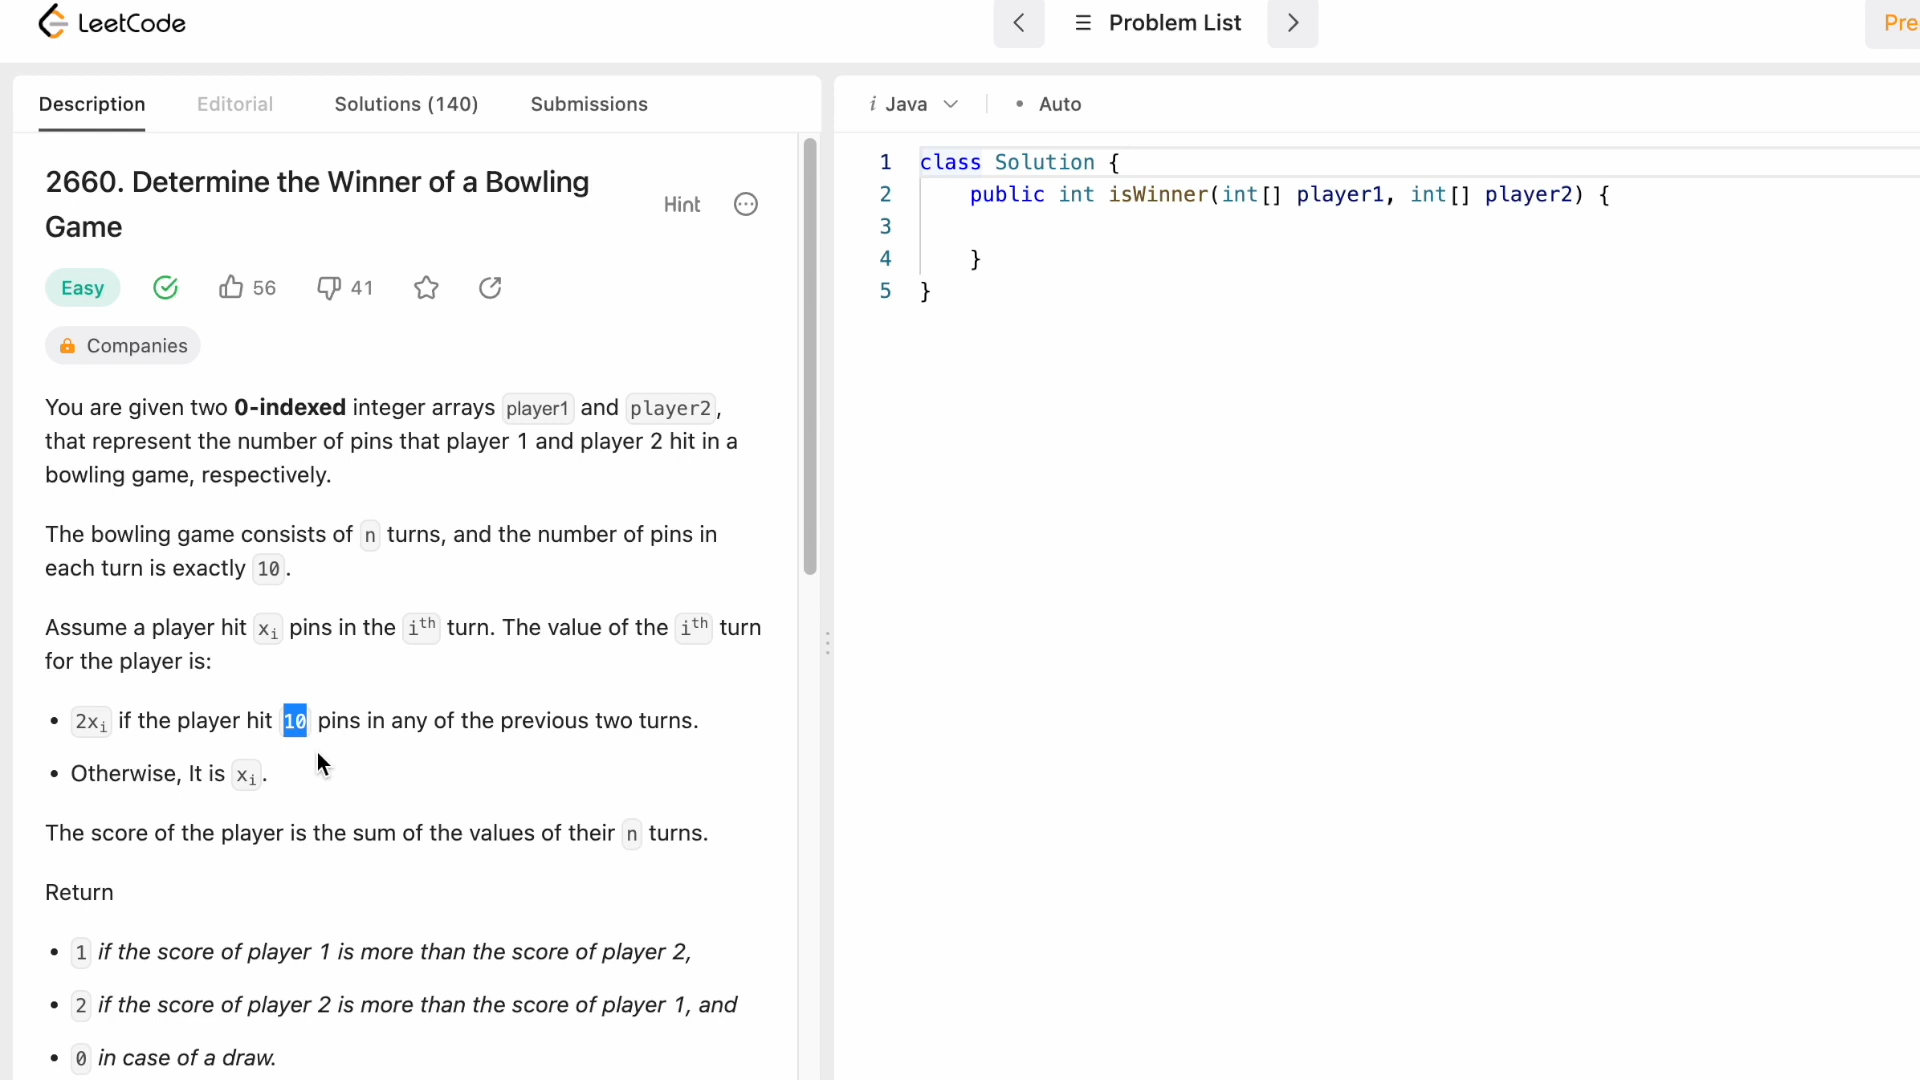 LeetCode
Problem List
Pre
Description Editorial Solutions (140) Submissions
i Java • Auto
2660. Determine the Winner of a Bowling
Game
Hint
Easy 56 41
Companies
You are given two 0-indexed integer arrays player1 and player2,
that represent the number of pins that player 1 and player 2 hit in a
bowling game, respectively.
The bowling game consists of n turns, and the number of pins in
each turn is exactly 10.
Assume a player hit xi pins in the ith turn. The value of the ith turn
for the player is:
• 2xi if the player hit 10 pins in any of the previous two turns.
• Otherwise, It is xi.
The score of the player is the sum of the values of their n turns.
Return
• 1 if the score of player 1 is more than the score of player 2,
• 2 if the score of player 2 is more than the score of player 1, and
• 0 in case of a draw.
1 class Solution {
2 public int isWinner(int[] player1, int[] player2) {
3
4 }
5 }